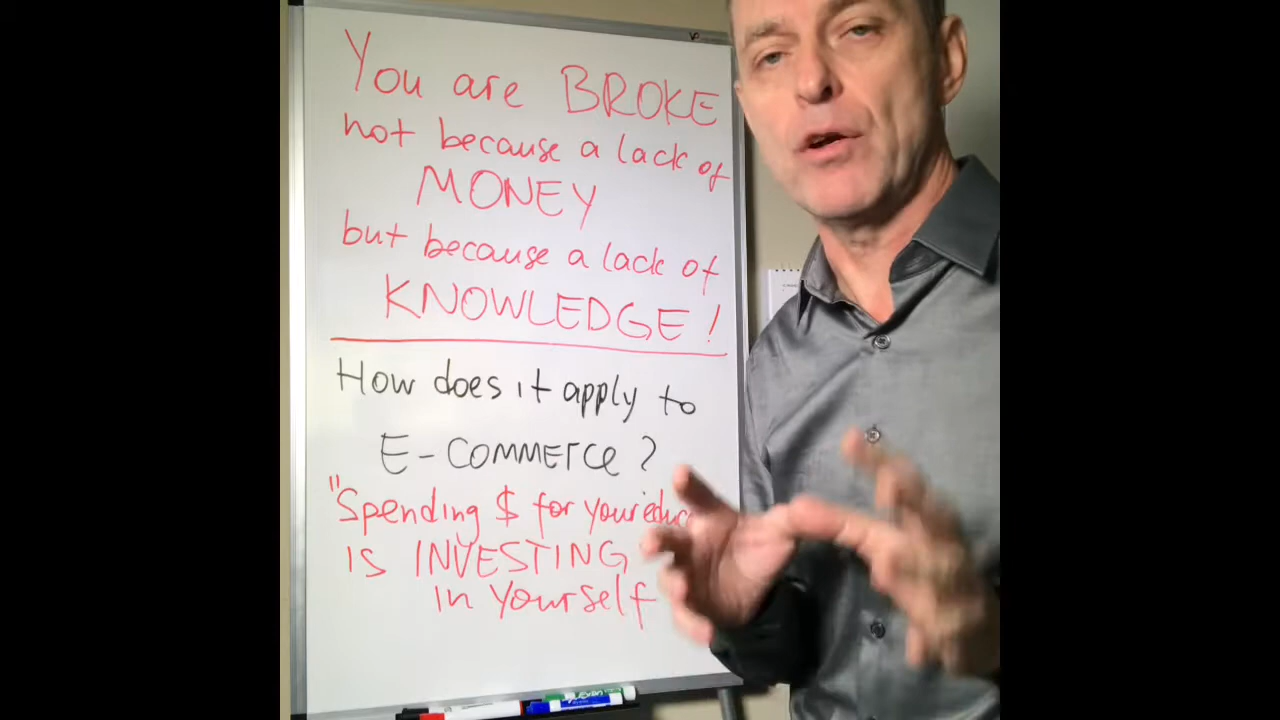 You are BROKE
not because a lack of
MONEY
but because a lack of
KNOWLEDGE!
How does it apply to
E-COMMERCE?
"Spending $ for your
is INVESTING
in yourself